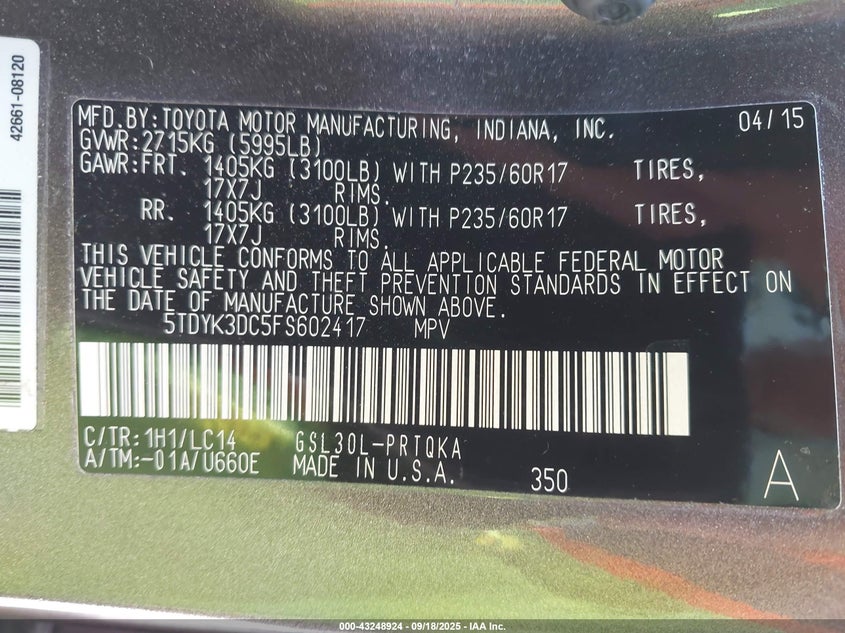 42661-08120
MFD.BY:TOYOTA MOTOR MANUFACTURING, INDIANA, INC. 04/15
GVWR:2715KG (5995LB)
GAWR:FRT. 1405KG (3100LB) WITH P235/60R17 TIRES,
17X7J RIMS.
RR. 1405KG (3100LB) WITH P235/60R17 TIRES,
17X7J RIMS.
THIS VEHICLE CONFORMS TO ALL APPLICABLE FEDERAL MOTOR
VEHICLE SAFETY AND THEFT PREVENTION STANDARDS IN EFFECT ON
THE DATE OF MANUFACTURE SHOWN ABOVE.
5TDYK3DC5FS602417 MPV
C/TR:1H1/LC14 GSL30L-PRTQKA
A/TM:-01A/U660E MADE IN U.S.A. 350 A
000-43248924 - 09/18/2025 - IAA Inc.